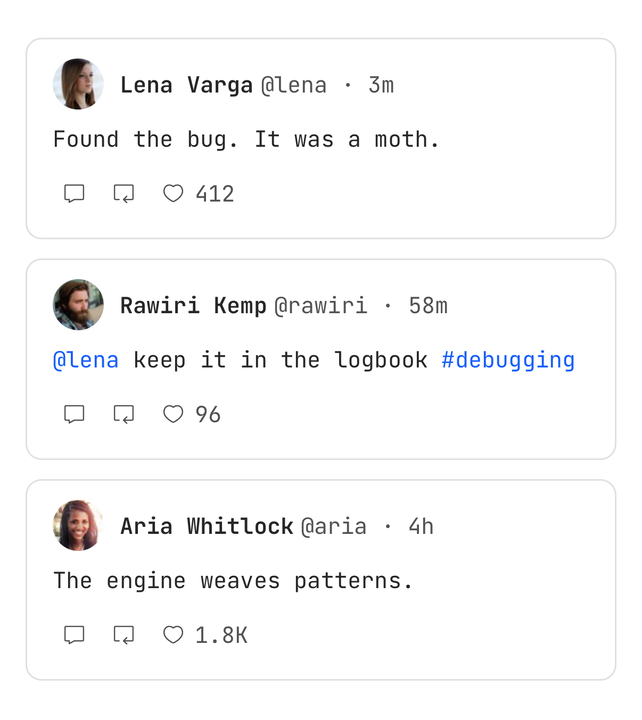 Lena Varga @lena · 3m
Found the bug. It was a moth.
412
Rawiri Kemp @rawiri · 58m
@lena keep it in the logbook #debugging
96
Aria Whitlock @aria · 4h
The engine weaves patterns.
1.8K